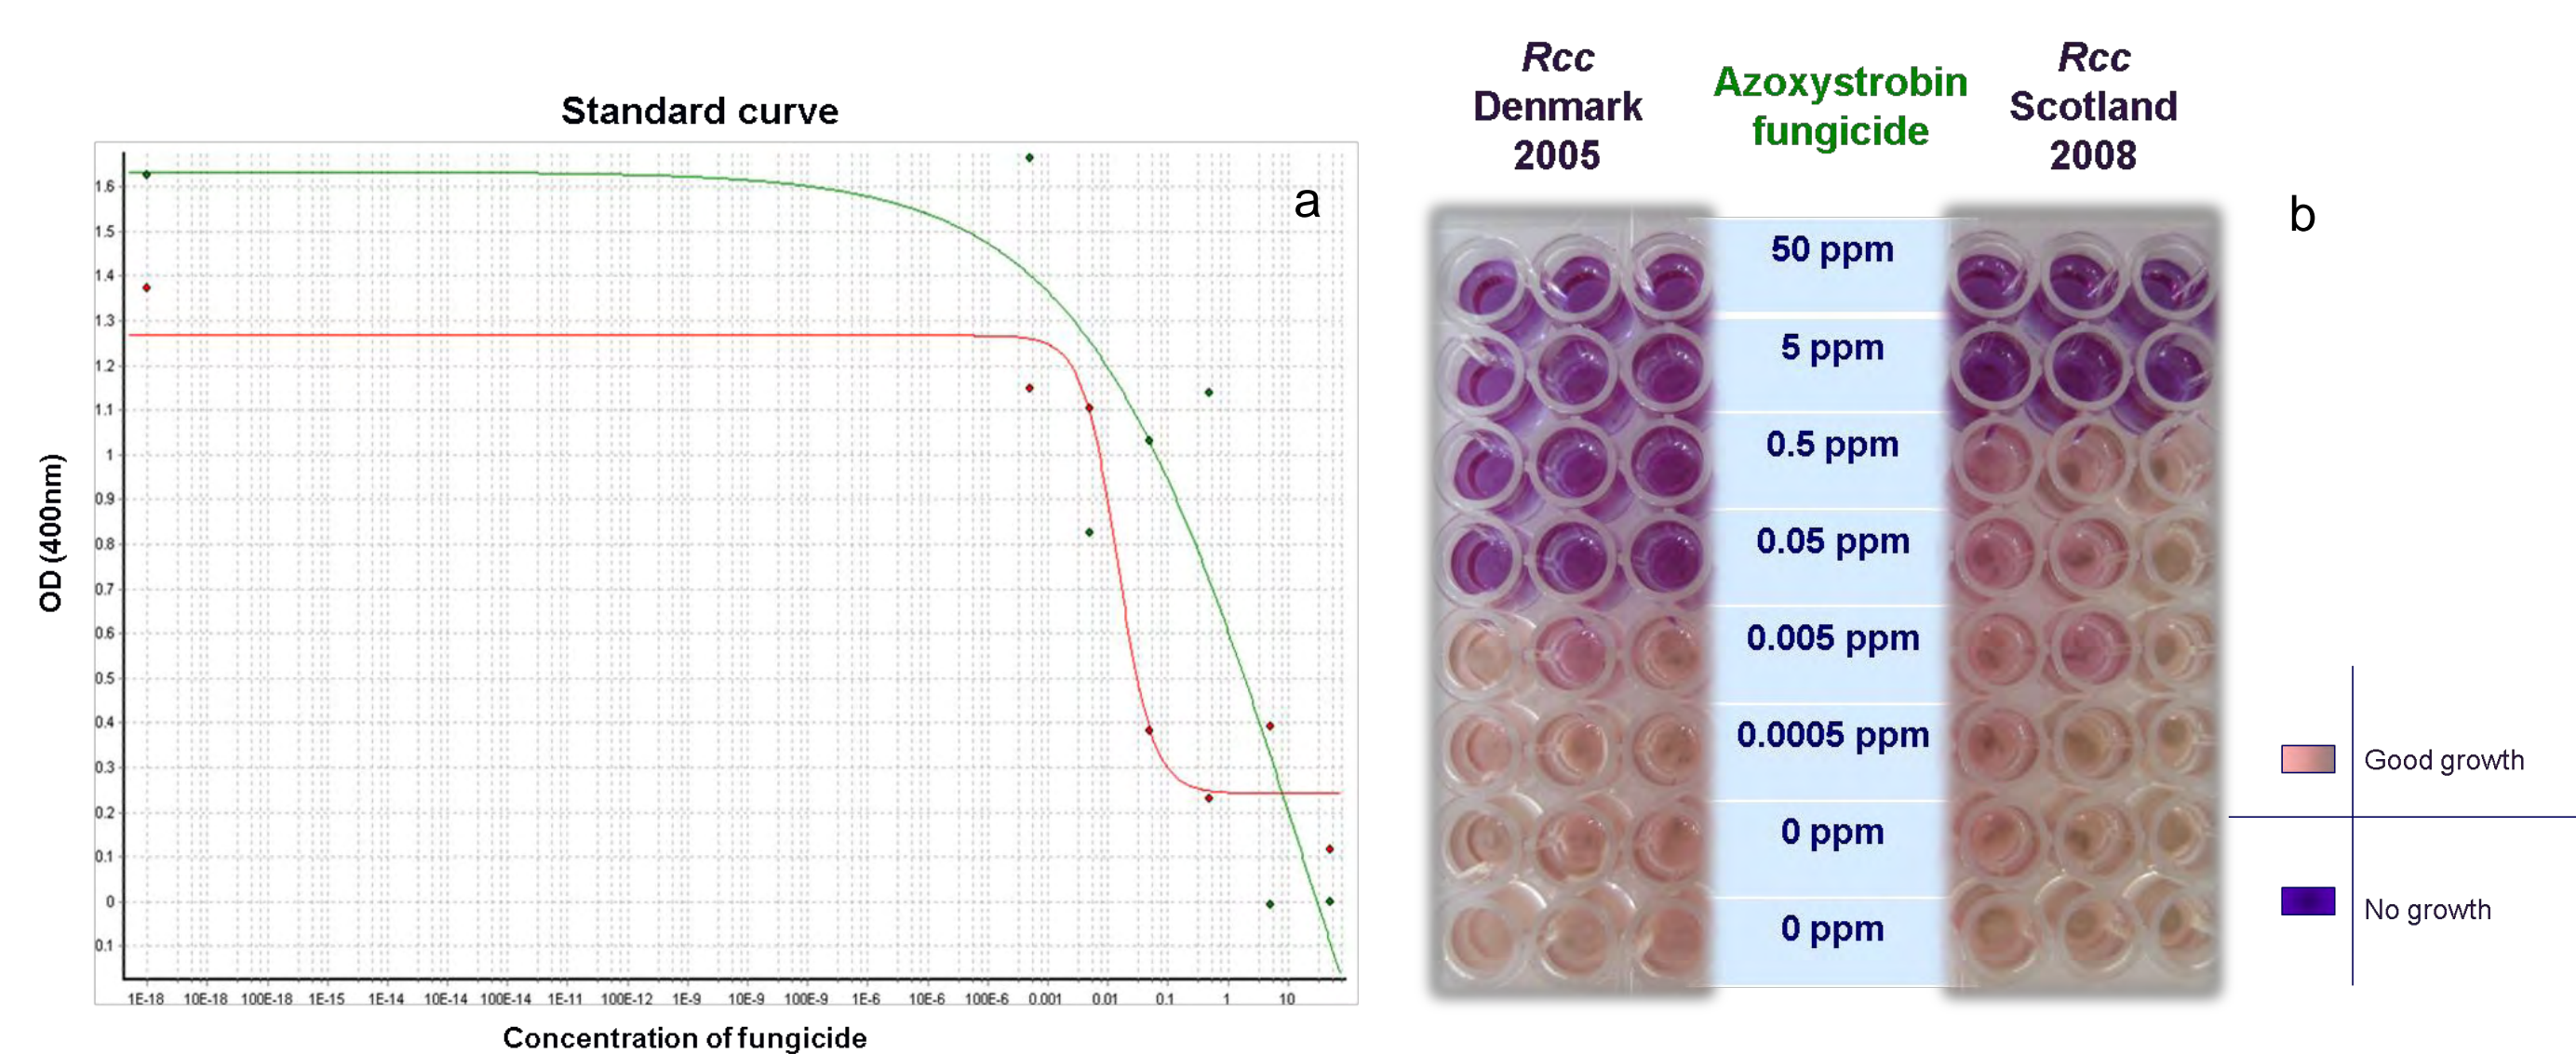 Standard curve
a
1.6
1.5
1.4
1.3
1.2
1.1
1
0.9
0.8
0.7
0.6
0.5
0.4
0.3
0.2
0.1
0
0.1
OD (400nm)
1E-18 10E-18 100E-18 1E-15 1E-14 10E-14 100E-14 1E-11 100E-12 1E-9 10E-9 100E-9 1E-6 10E-6 100E-6 0.001 0.01 0.1 1 10
Concentration of fungicide
Rcc
Denmark
2005
Azoxystrobin
fungicide
Rcc
Scotland
2008
b
50 ppm
5 ppm
0.5 ppm
0.05 ppm
0.005 ppm
0.0005 ppm
0 ppm
0 ppm
Good growth
No growth